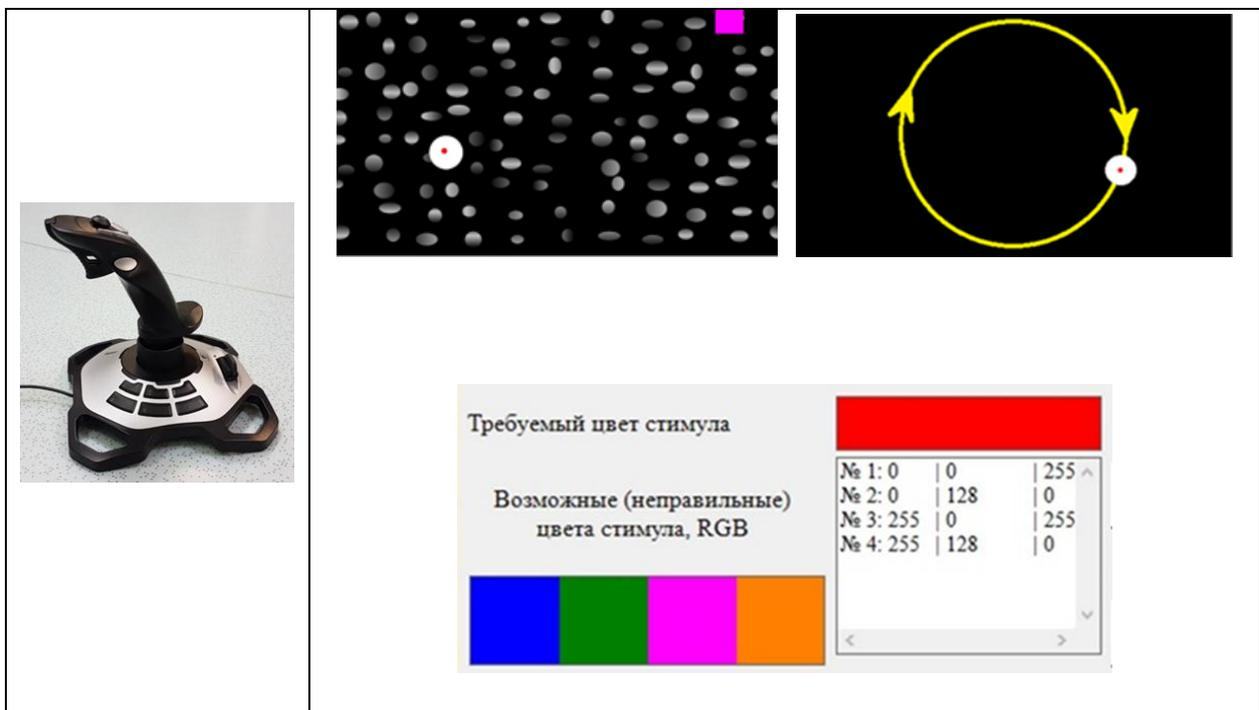 Требуемый цвет стимула
Возможные (неправильные)
цвета стимула, RGB
№ 1: 0 | 0 | 255
№ 2: 0 | 128 | 0
№ 3: 255 | 0 | 255
№ 4: 255 | 128 | 0